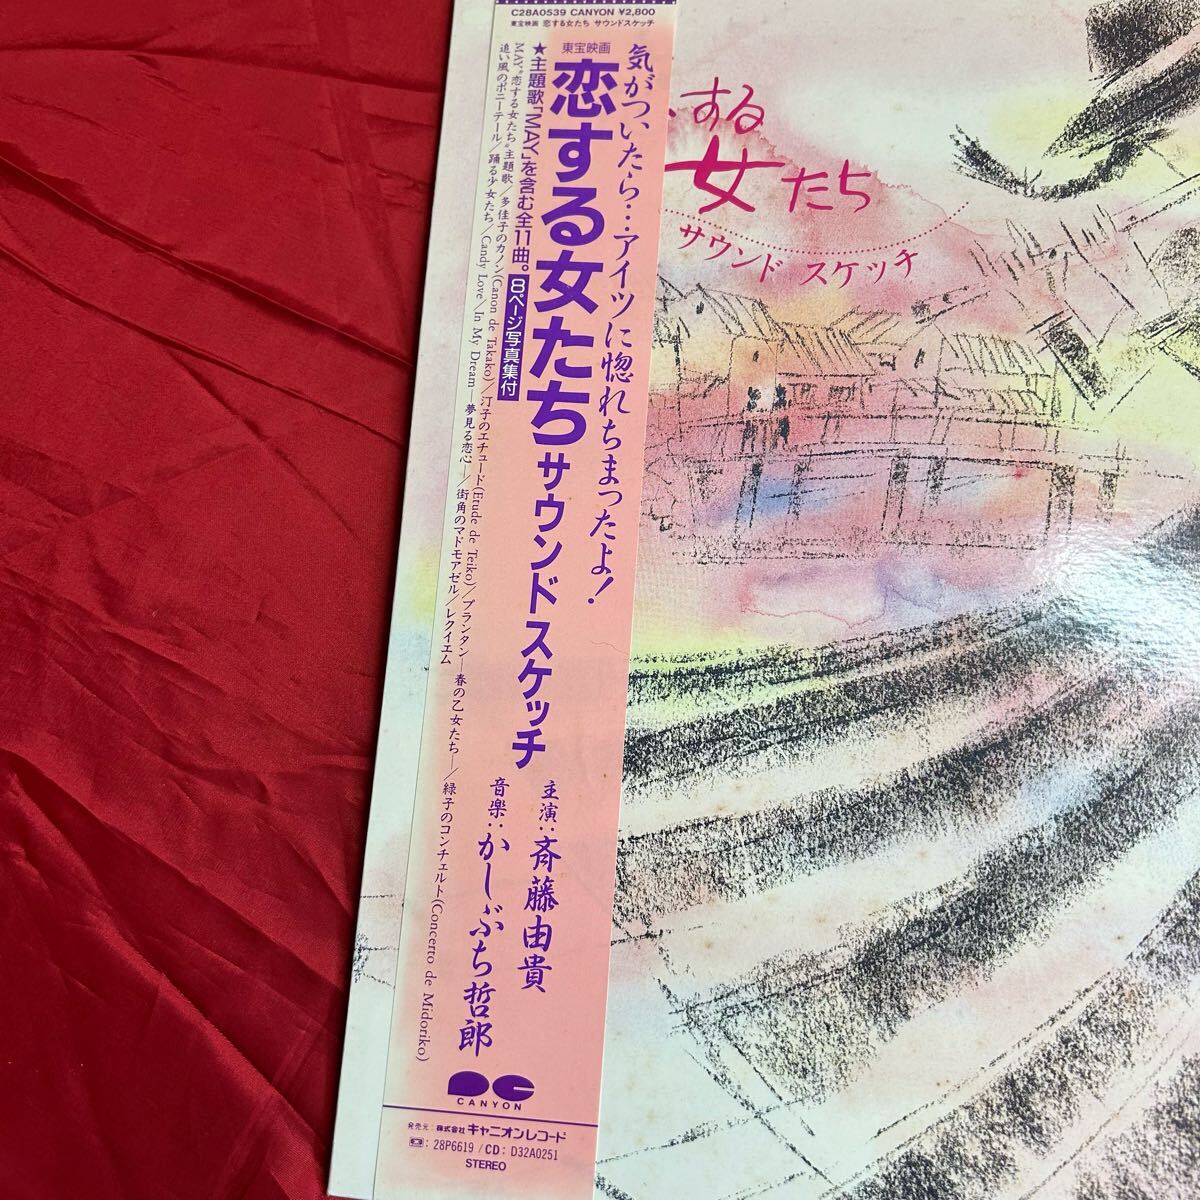 C28A0539 CANYON ¥2,800
東宝映画 恋する女たち サウンドスケッチ
気がついたら…アイツに惚れちまったよ!
東宝映画
恋する女たち サウンドスケッチ
★主題歌「MAY」を含む全11曲。8ページ写真集付
MAY“恋する女たち”主題歌/多佳子のカノン(Canon de Takako)/汀子のエチュード(Etude de Teiko)/プランタン—春の乙女たち—/緑子のコンチェルト(Concerto de Midoriko)
追い風のポニーテール/踊る少女たち/Candy Love/In My Dream—夢見る恋心—/街角のマドモアゼル/レクイエム
主演:斉藤由貴
音楽:かしぶち哲郎
PC
CANYON
発売元:株式会社キャニオンレコード
:28P6619/CD:D32A0251
STEREO
する
女たち
サウンド スケッチ